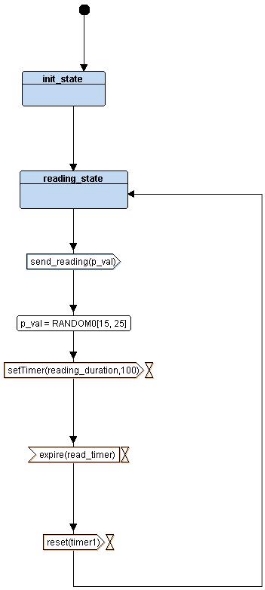 init_state
reading_state
send_reading(p_val)
p_val = RANDOM0[15, 25]
setTimer(reading_duration,100)
expire(read_timer)
reset(timer1)